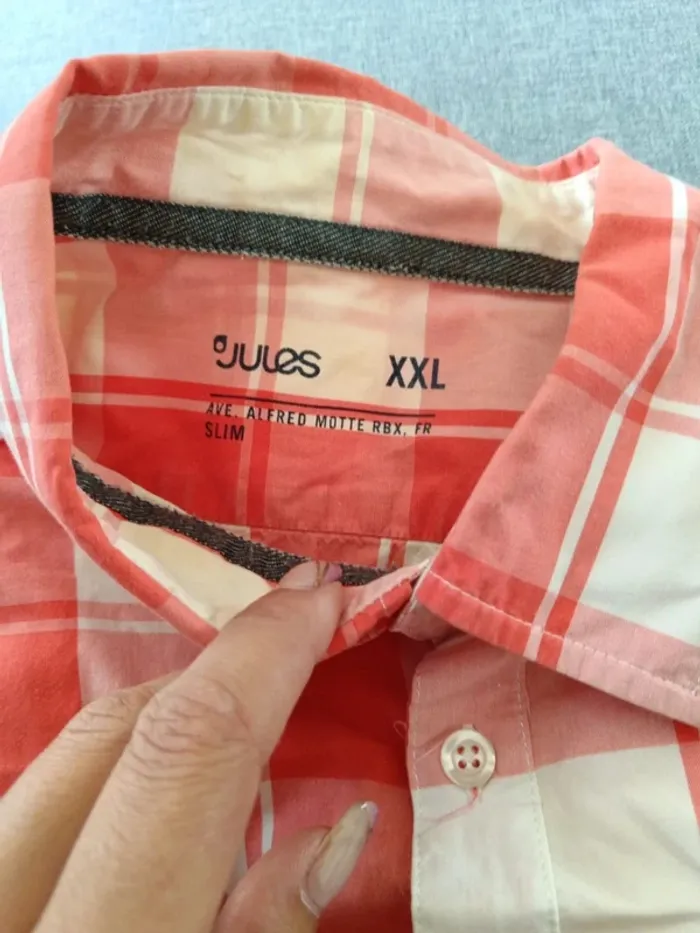 JULES XXL
AVE. ALFRED MOTTE RBX, FR
SLIM